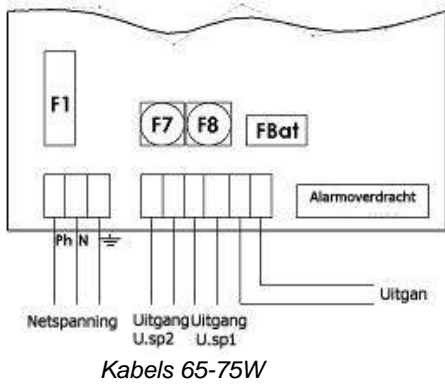 F1
F7 F8 FBat
Alarmoverdracht
Ph N
Uitgan
Netspanning Uitgang Uitgang
U.sp2 U.sp1
Kabels 65-75W